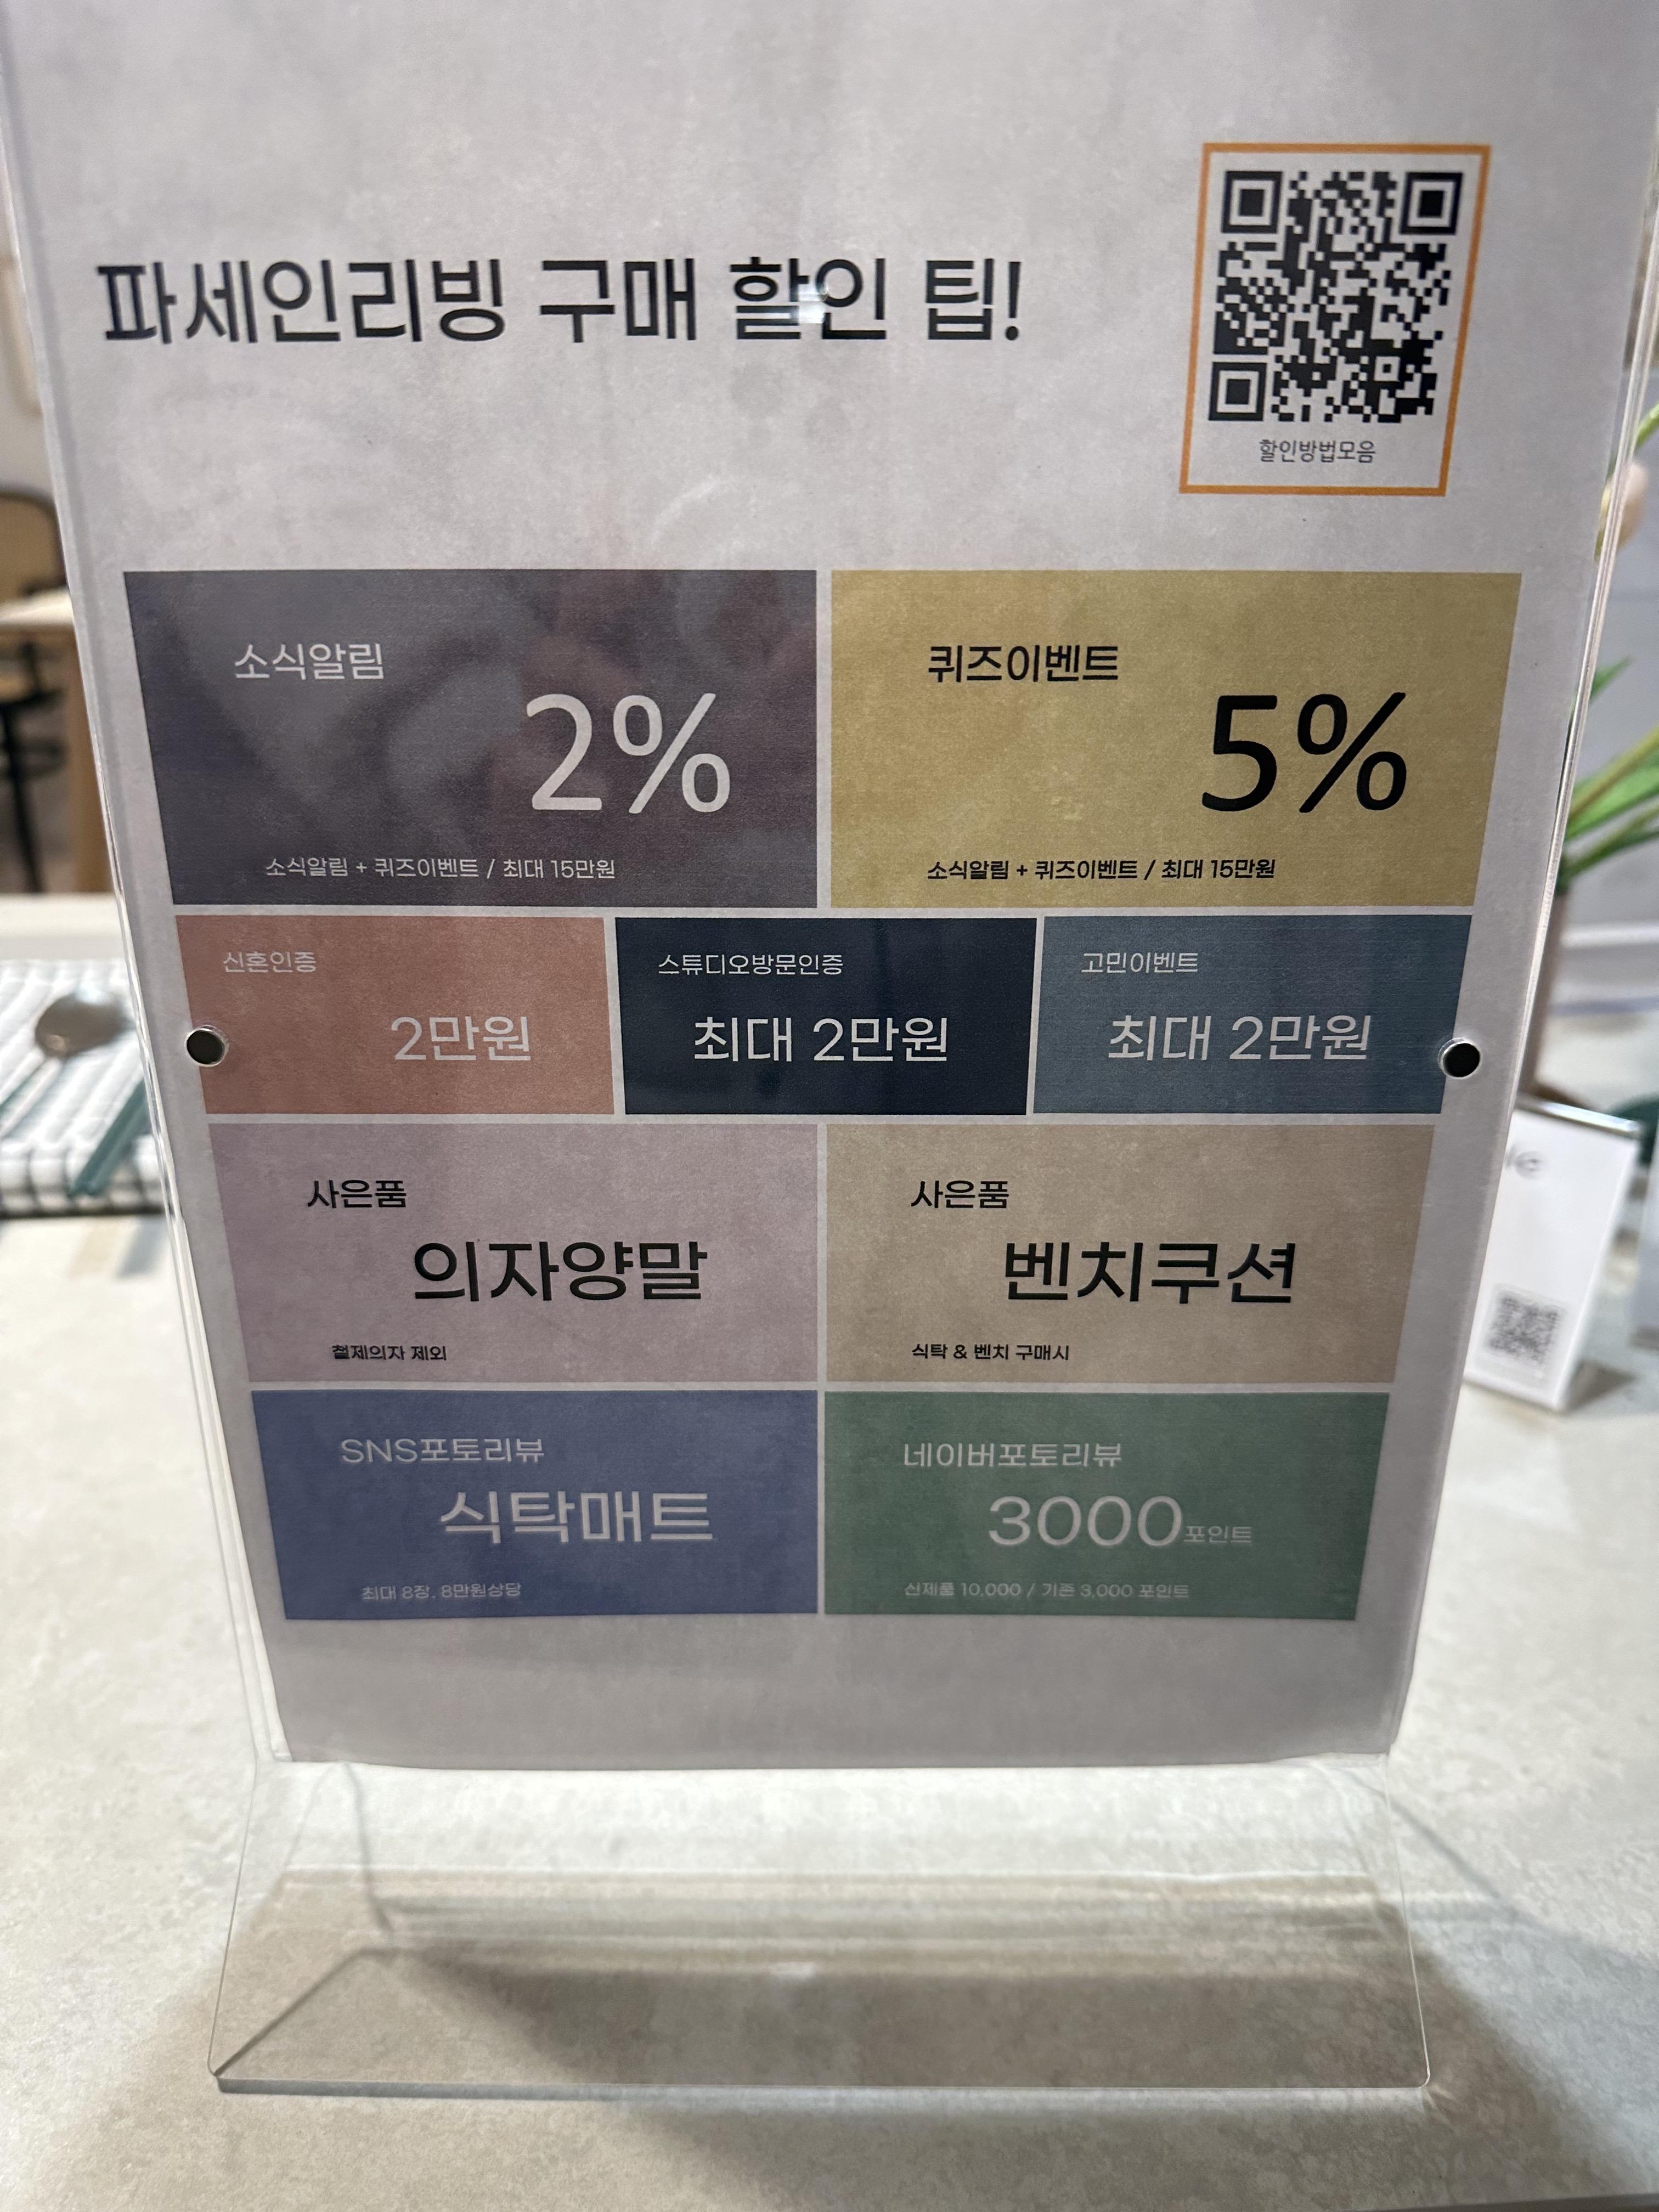 파세인리빙 구매 할인 팁!
할인방법모음
소식알림
2%
소식알림 + 퀴즈이벤트 / 최대 15만원
퀴즈이벤트
5%
소식알림 + 퀴즈이벤트 / 최대 15만원
신혼인증
2만원
스튜디오방문인증
최대 2만원
고민이벤트
최대 2만원
사은품
의자양말
철제의자 제외
사은품
벤치쿠션
식탁 & 벤치 구매시
SNS포토리뷰
식탁매트
최대 8장, 8만원상당
네이버포토리뷰
3000포인트
신제품 10,000 / 기존 3,000 포인트